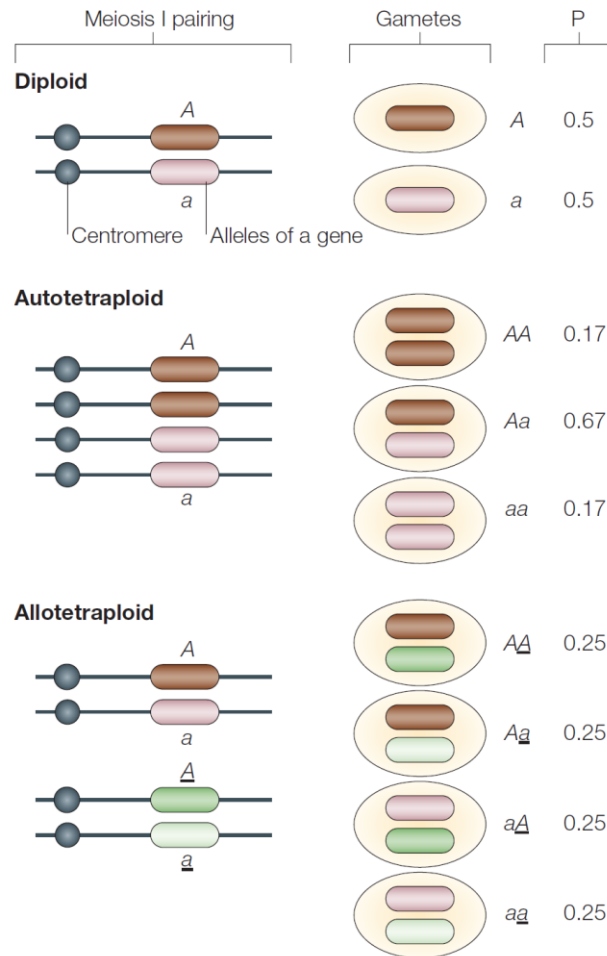 Meiosis I pairing Gametes P
Diploid
A
A 0.5
a 0.5
a
Centromere Alleles of a gene
Autotetraploid
A
AA 0.17
Aa 0.67
a
aa 0.17
Allotetraploid
A
AA 0.25
a
Aa 0.25
A
aA 0.25
a
aa 0.25